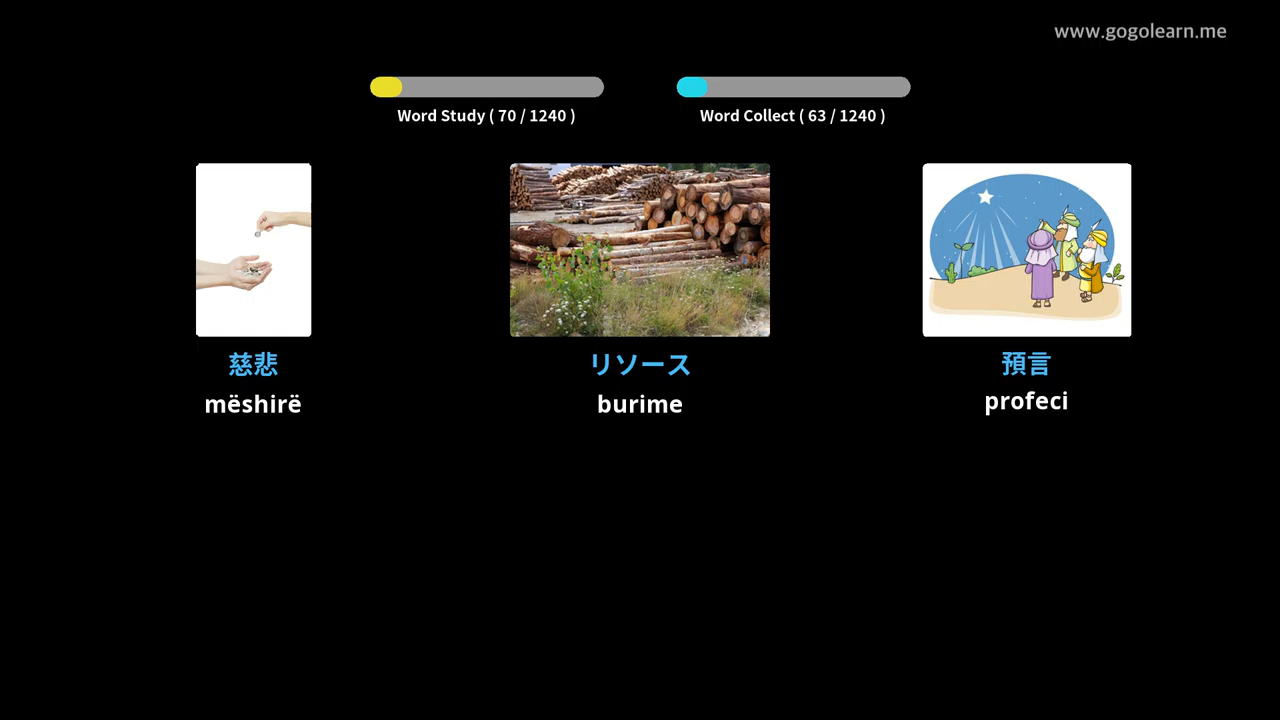 www.gogolearn.me
Word Study ( 70 / 1240 )
Word Collect ( 63 / 1240 )
慈悲
リソース
預言
mëshirë
burime
profeci